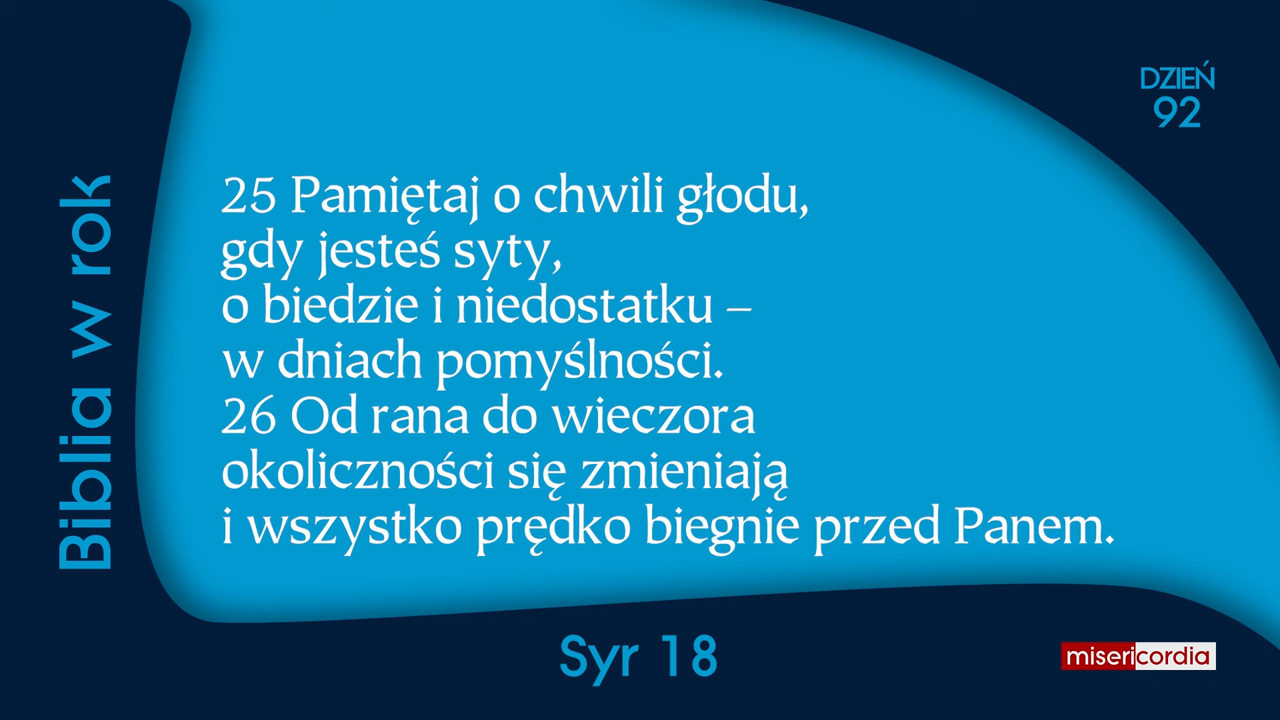 DZIEŃ
92
Biblia w rok
25 Pamiętaj o chwili głodu,
gdy jesteś syty,
o biedzie i niedostatku –
w dniach pomyślności.
26 Od rana do wieczora
okoliczności się zmieniają
i wszystko prędko biegnie przed Panem.
Syr 18
misericordia